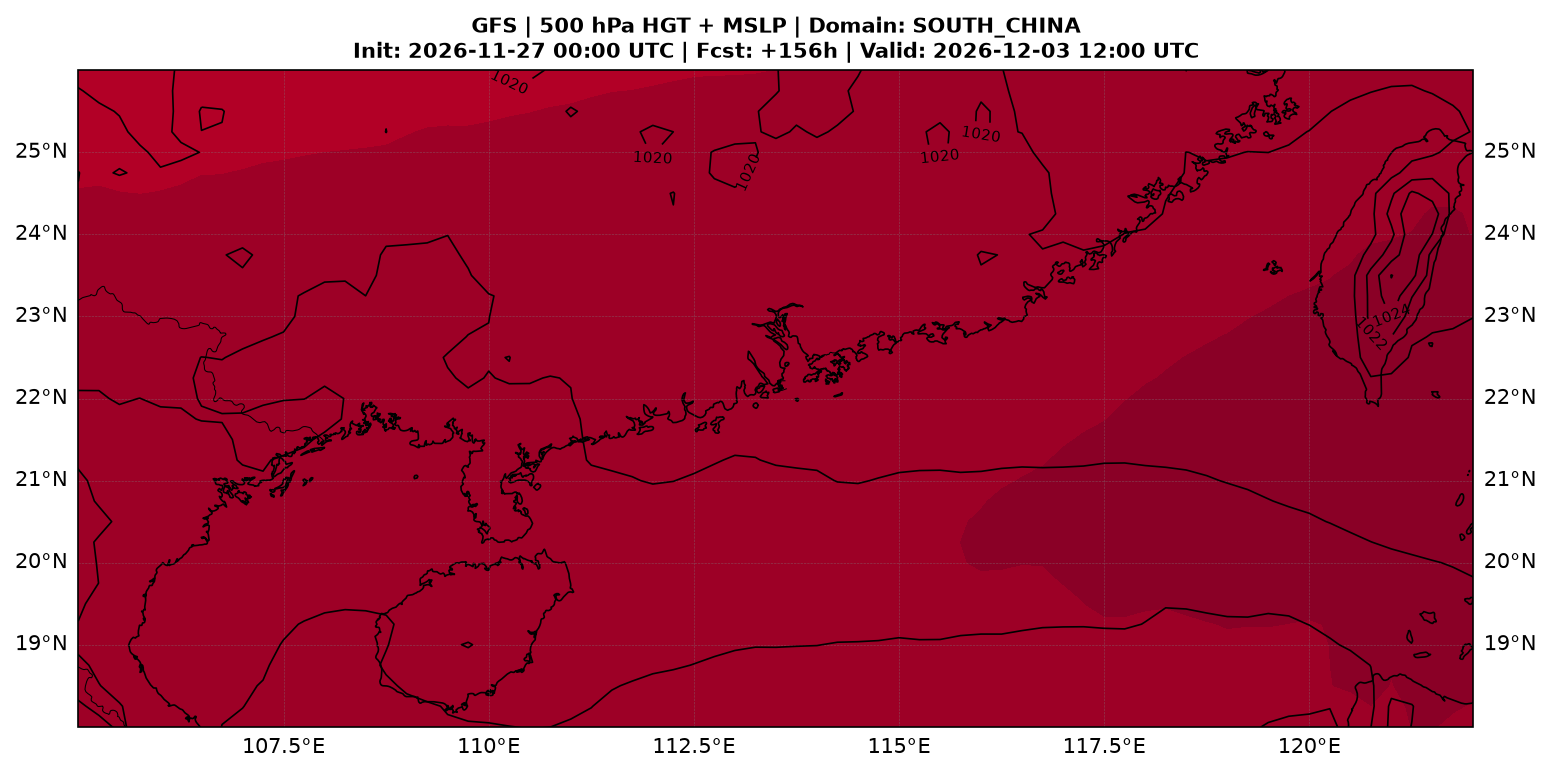 GFS | 500 hPa HGT + MSLP | Domain: SOUTH_CHINA
Init: 2026-11-27 00:00 UTC | Fcst: +156h | Valid: 2026-12-03 12:00 UTC
1020
1020
1020
1020
1020
1024
1022
25°N
24°N
23°N
22°N
21°N
20°N
19°N
25°N
24°N
23°N
22°N
21°N
20°N
19°N
107.5°E 110°E 112.5°E 115°E 117.5°E 120°E